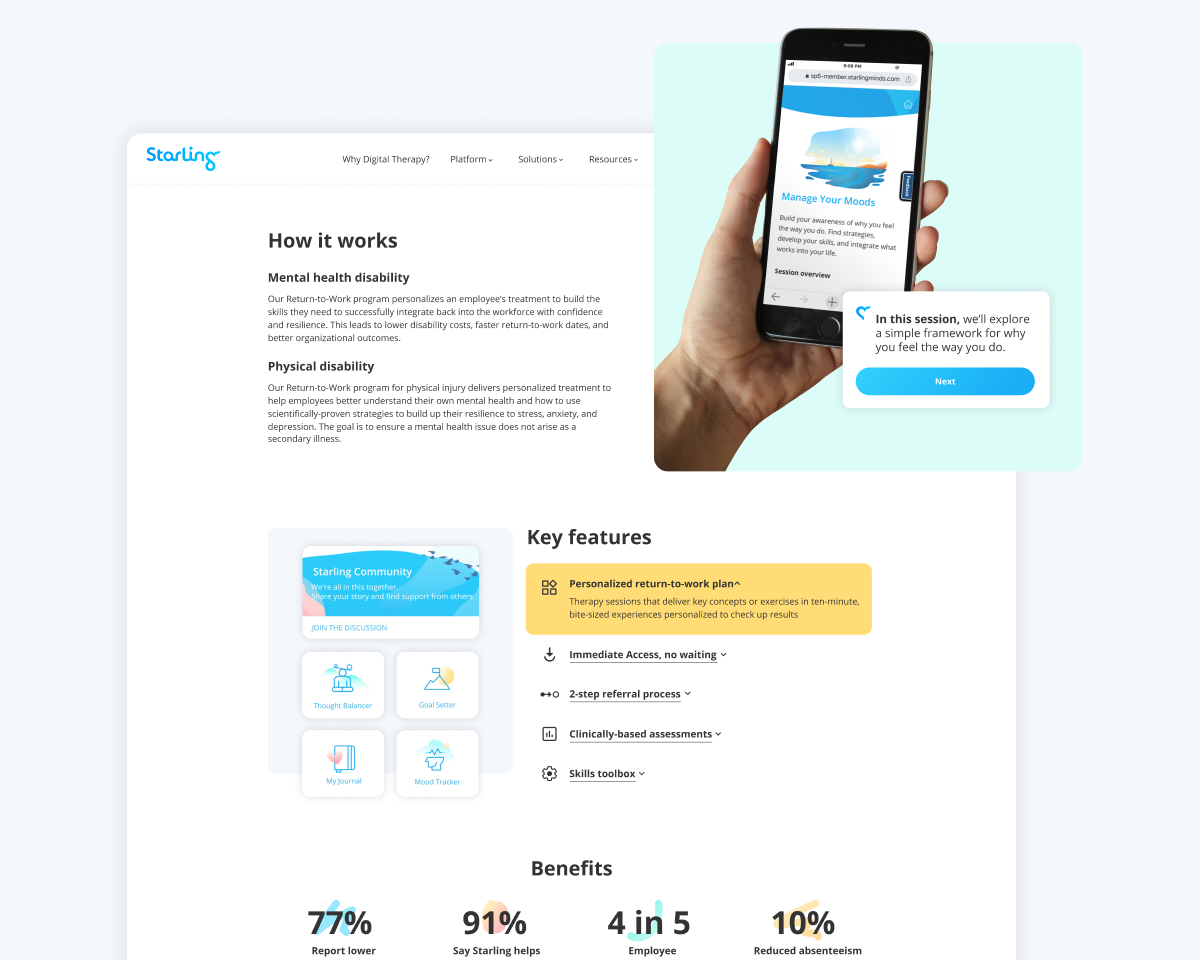 Starling
Why Digital Therapy?
Platform
Solutions
Resources
9:08 PM
sp5-member.starlingminds.com
Manage Your Moods
Build your awareness of why you feel
the way you do. Find strategies,
develop your skills, and integrate what
works into your life.
Session overview
Feedback
In this session, we’ll explore
a simple framework for why
you feel the way you do.
Next
How it works
Mental health disability
Our Return-to-Work program personalizes an employee’s treatment to build the
skills they need to successfully integrate back into the workforce with confidence
and resilience. This leads to lower disability costs, faster return-to-work dates, and
better organizational outcomes.
Physical disability
Our Return-to-Work program for physical injury delivers personalized treatment to
help employees better understand their own mental health and how to use
scientifically-proven strategies to build up their resilience to stress, anxiety, and
depression. The goal is to ensure a mental health issue does not arise as a
secondary illness.
Starling Community
We're all in this together.
Share your story and find support from others.
JOIN THE DISCUSSION
Thought Balancer
Goal Setter
My Journal
Mood Tracker
Key features
Personalized return-to-work plan
Therapy sessions that deliver key concepts or exercises in ten-minute,
bite-sized experiences personalized to check up results
Immediate Access, no waiting
2-step referral process
Clinically-based assessments
Skills toolbox
Benefits
77%
Report lower
91%
Say Starling helps
4 in 5
Employee
10%
Reduced absenteeism